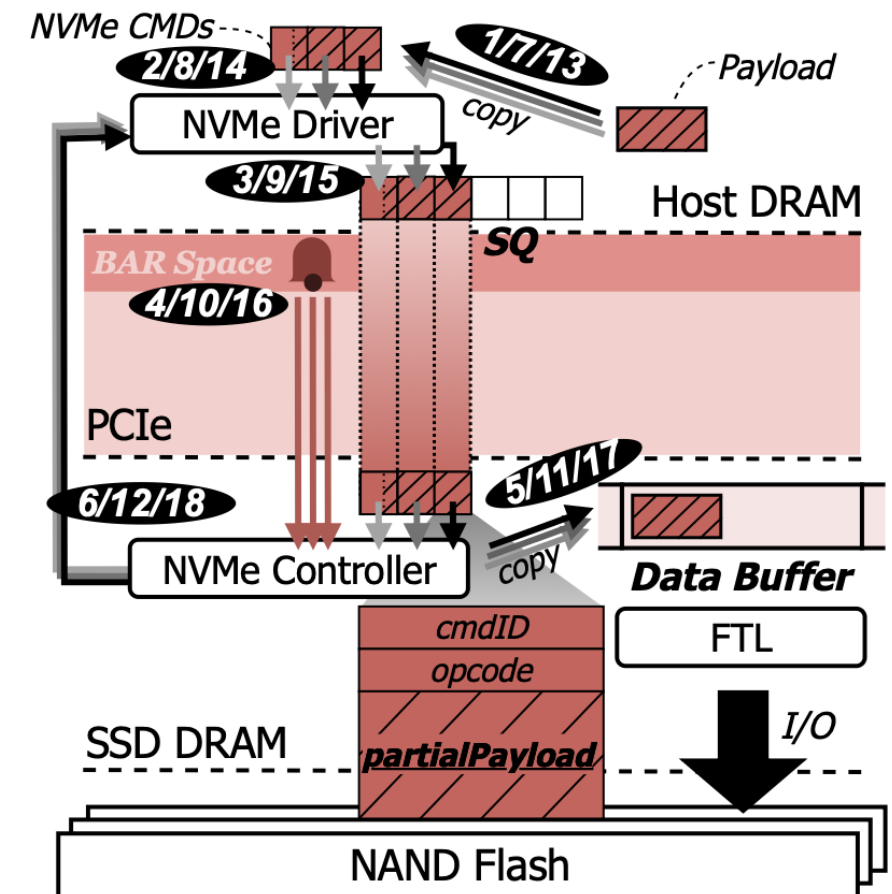 NVMe CMDs
1/7/13
2/8/14
Payload
copy
NVMe Driver
3/9/15
Host DRAM
SQ
BAR Space
4/10/16
PCIe
5/11/17
6/12/18
NVMe Controller
copy
Data Buffer
cmdID
FTL
opcode
I/O
SSD DRAM
partialPayload
NAND Flash